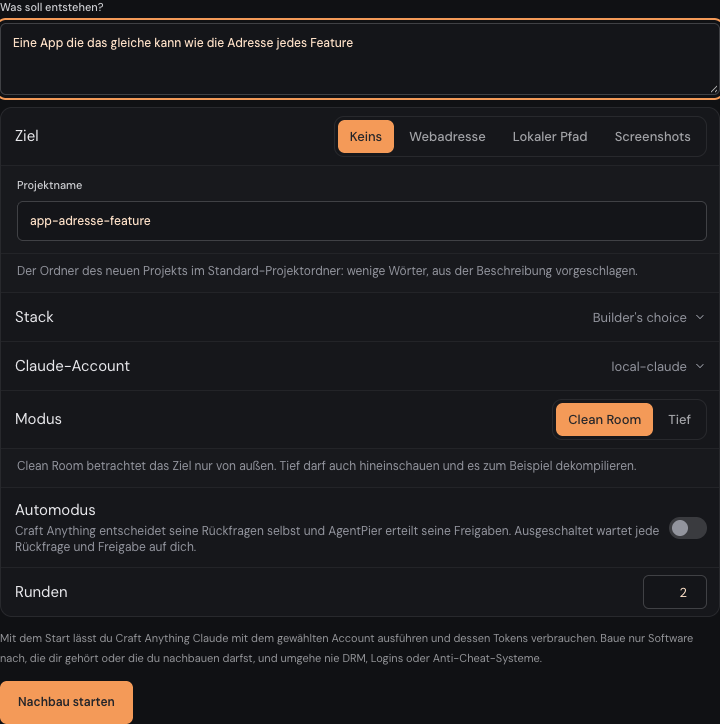 Was soll entstehen?
Eine App die das gleiche kann wie die Adresse jedes Feature
Ziel
Keins
Webadresse
Lokaler Pfad
Screenshots
Projektname
app-adresse-feature
Der Ordner des neuen Projekts im Standard-Projektordner: wenige Wörter, aus der Beschreibung vorgeschlagen.
Stack
Builder's choice
Claude-Account
local-claude
Modus
Clean Room
Tief
Clean Room betrachtet das Ziel nur von außen. Tief darf auch hineinschauen und es zum Beispiel dekompilieren.
Automodus
Craft Anything entscheidet seine Rückfragen selbst und AgentPier erteilt seine Freigaben. Ausgeschaltet wartet jede
Rückfrage und Freigabe auf dich.
Runden
2
Mit dem Start lässt du Craft Anything Claude mit dem gewählten Account ausführen und dessen Tokens verbrauchen. Baue nur Software
nach, die dir gehört oder die du nachbauen darfst, und umgehe nie DRM, Logins oder Anti-Cheat-Systeme.
Nachbau starten